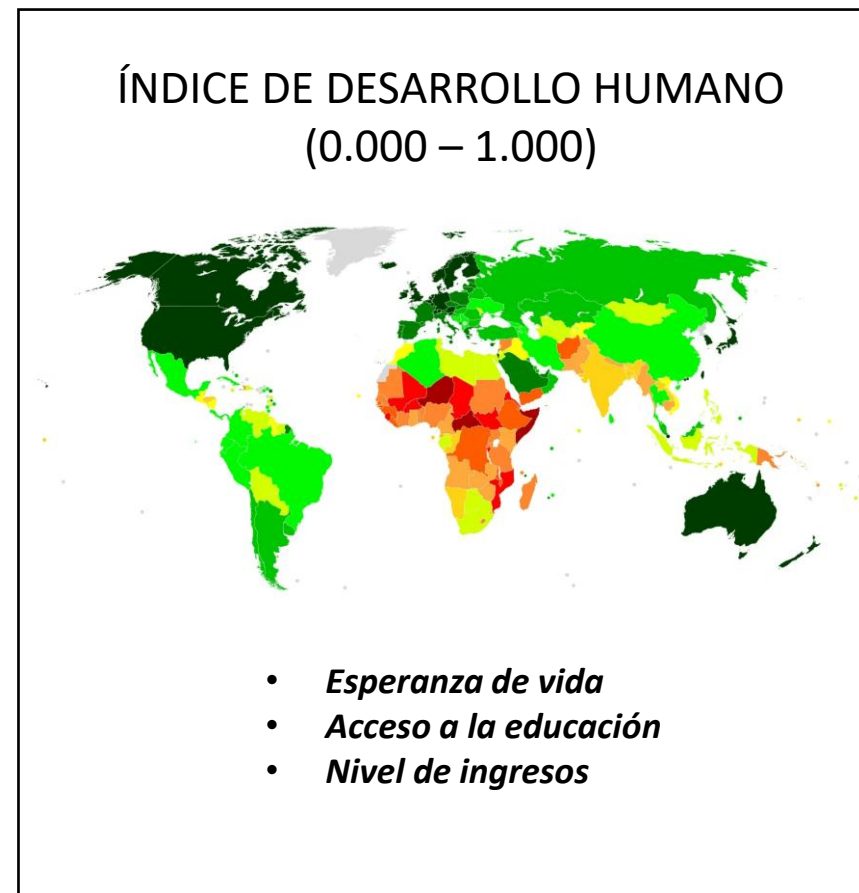 ÍNDICE DE DESARROLLO HUMANO
(0.000 – 1.000)
• Esperanza de vida
• Acceso a la educación
• Nivel de ingresos